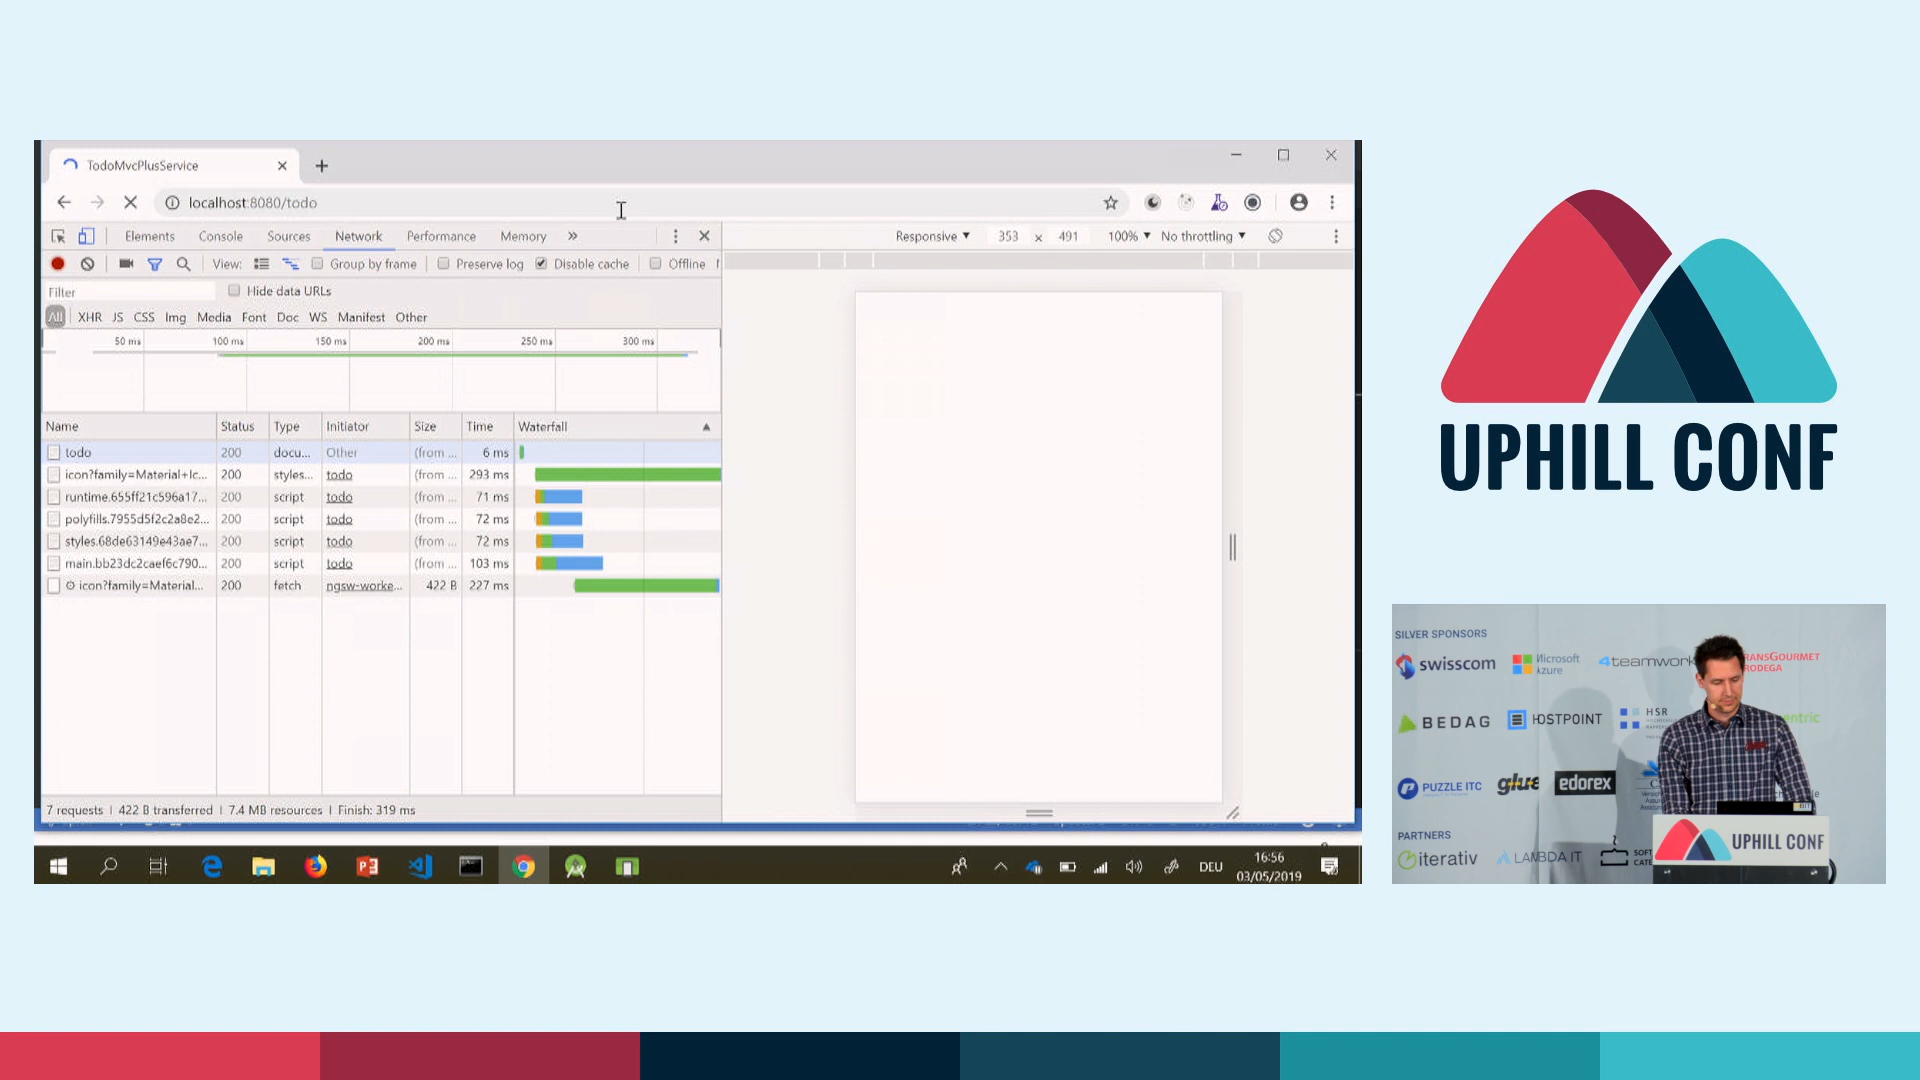 TodoMvcPlusService
localhost:8080/todo
Elements Console Sources Network Performance Memory »
Responsive 353 x 491 100% No throttling
View: Group by frame Preserve log Disable cache Offline
Filter Hide data URLs
All XHR JS CSS Img Media Font Doc WS Manifest Other
50 ms 100 ms 150 ms 200 ms 250 ms 300 ms
Name Status Type Initiator Size Time Waterfall
todo 200 docu... Other (from ... 6 ms
icon?family=Material+Ic... 200 styles... todo (from ... 293 ms
runtime.655ff21c596a17... 200 script todo (from ... 71 ms
polyfills.7955d5f2c2a8e2... 200 script todo (from ... 72 ms
styles.68de63149e43ae7... 200 script todo (from ... 72 ms
main.bb23dc2caef6c790... 200 script todo (from ... 103 ms
icon?family=Material... 200 fetch ngsw-worke... 422 B 227 ms
7 requests | 422 B transferred | 7.4 MB resources | Finish: 319 ms
DEU
16:56
03/05/2019
UPHILL CONF
SILVER SPONSORS
swisscom
Microsoft
Azure
4teamwork
TRANSGOURMET
PRODEGA
BEDAG
HOSTPOINT
HSR
PUZZLE ITC
glue
edorex
PARTNERS
iterativ
LAMBDA IT
UPHILL CONF